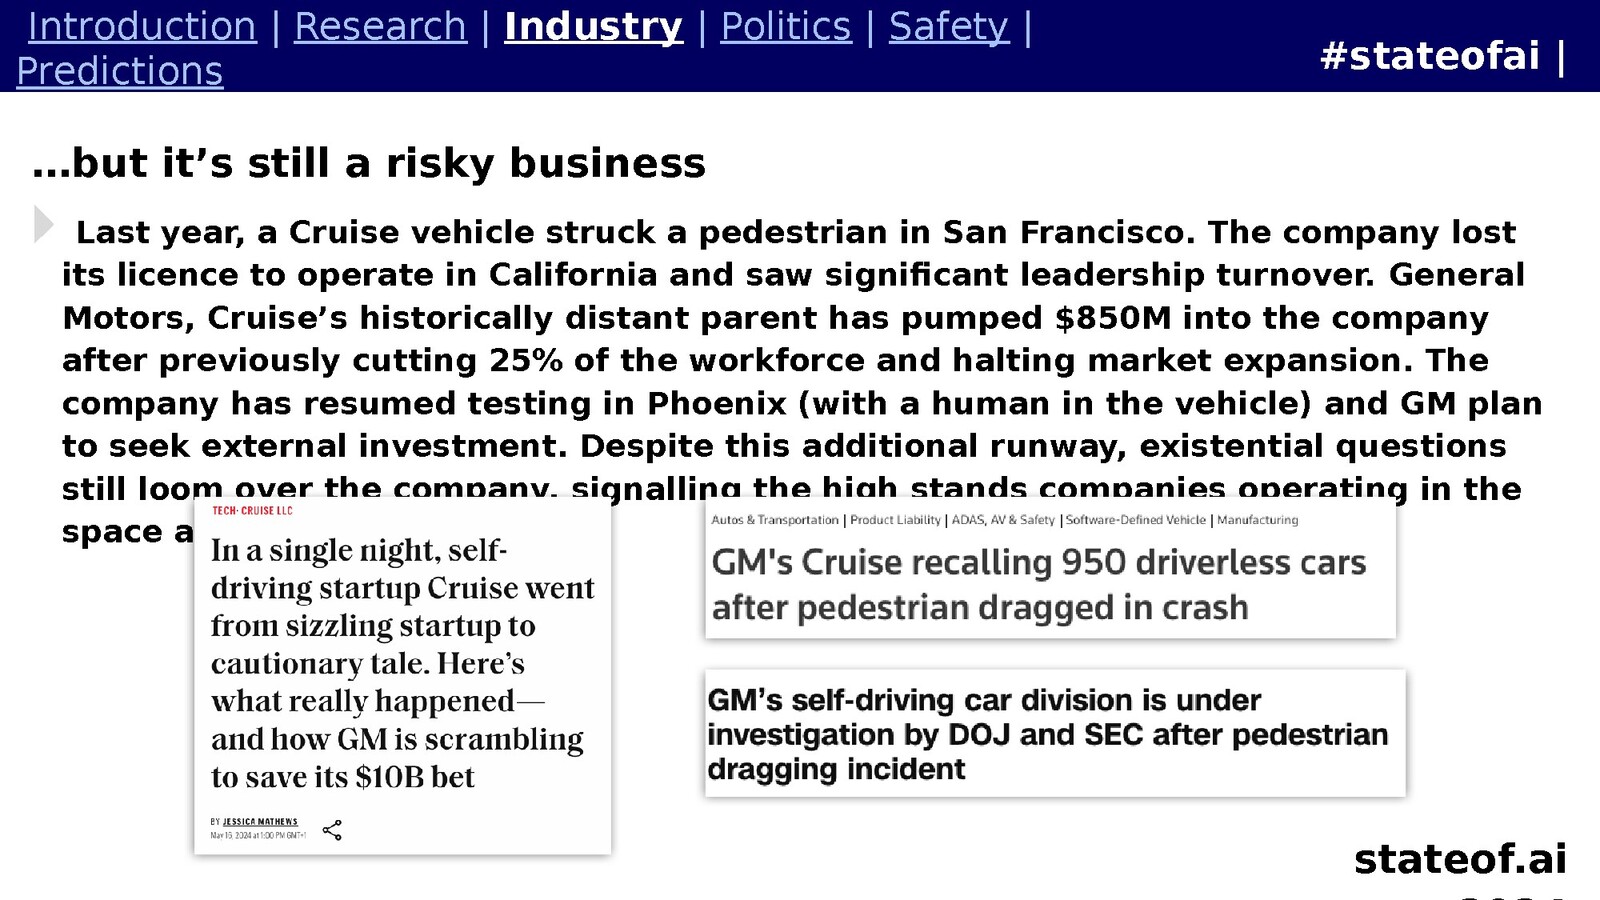 Introduction | Research | Industry | Politics | Safety |
Predictions
#stateofai |
…but it’s still a risky business
Last year, a Cruise vehicle struck a pedestrian in San Francisco. The company lost
its licence to operate in California and saw significant leadership turnover. General
Motors, Cruise’s historically distant parent has pumped $850M into the company
after previously cutting 25% of the workforce and halting market expansion. The
company has resumed testing in Phoenix (with a human in the vehicle) and GM plan
to seek external investment. Despite this additional runway, existential questions
still loom over the company, signalling the high stands companies operating in the
space a
TECH· CRUISE LLC
In a single night, self-
driving startup Cruise went
from sizzling startup to
cautionary tale. Here’s
what really happened—
and how GM is scrambling
to save its $10B bet
BY JESSICA MATHEWS
May 16, 2024 at 1:00 PM GMT+1
Autos & Transportation | Product Liability | ADAS, AV & Safety | Software-Defined Vehicle | Manufacturing
GM's Cruise recalling 950 driverless cars
after pedestrian dragged in crash
GM’s self-driving car division is under
investigation by DOJ and SEC after pedestrian
dragging incident
stateof.ai